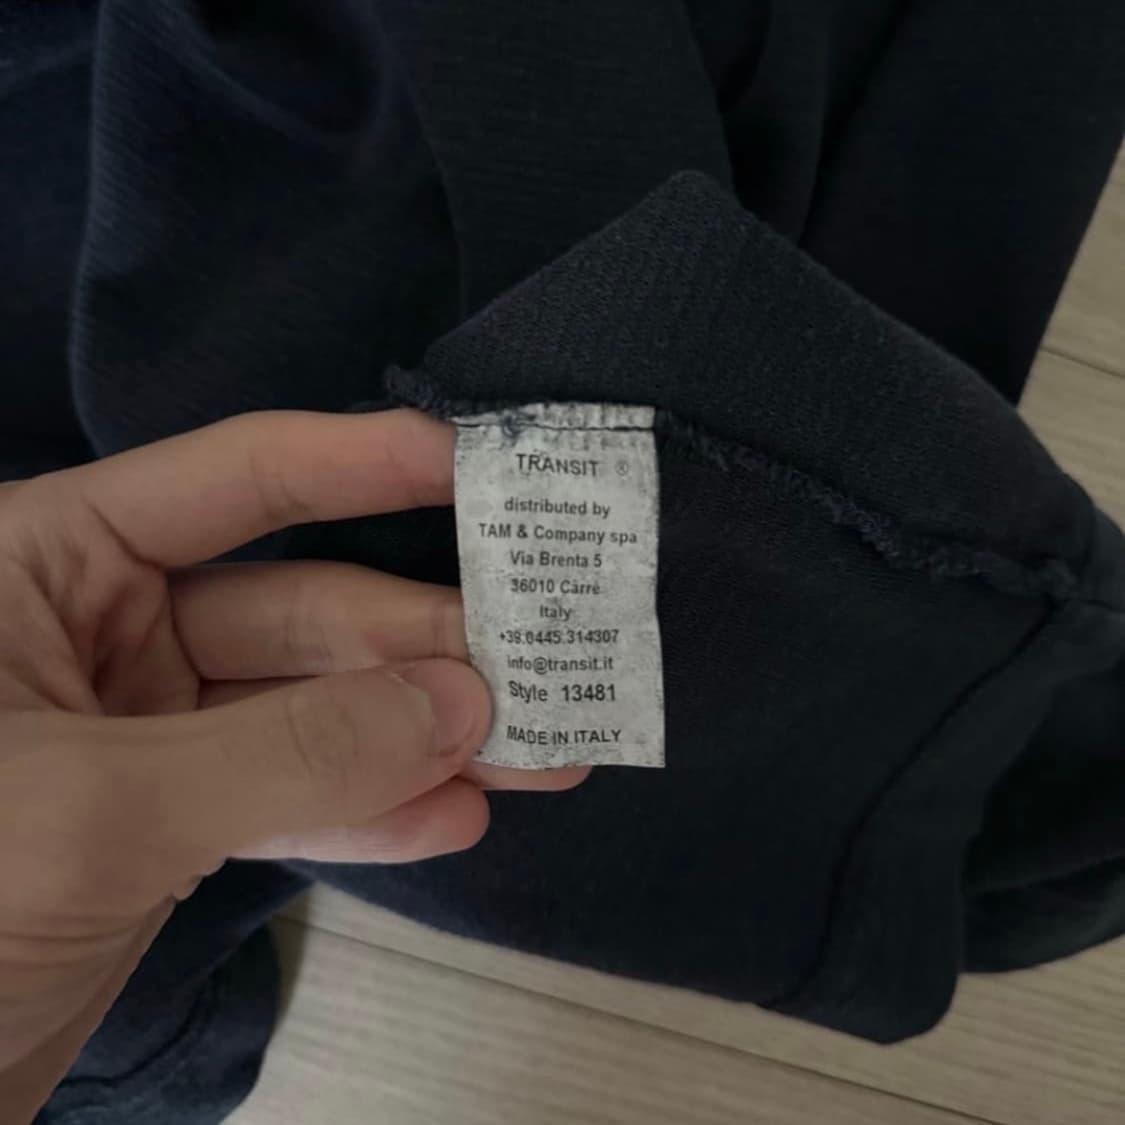 TRANSIT ®
distributed by
TAM & Company spa
Via Brenta 5
36010 Carrè
Italy
+39.0445.314307
info@transit.it
Style 13481
MADE IN ITALY